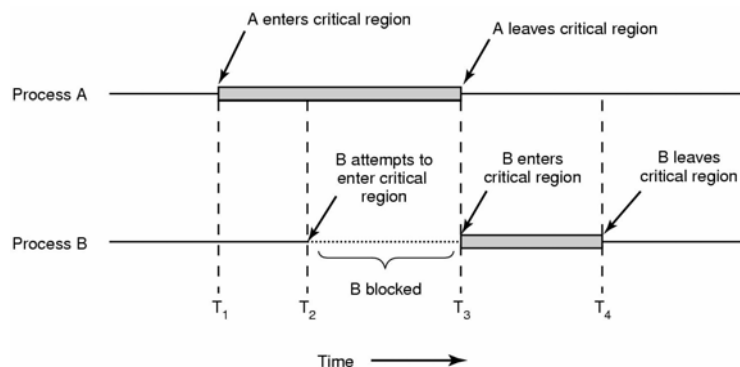 A enters critical region
A leaves critical region
Process A
B attempts to
enter critical
region
B enters
critical region
B leaves
critical region
Process B
B blocked
T1
T2
T3
T4
Time